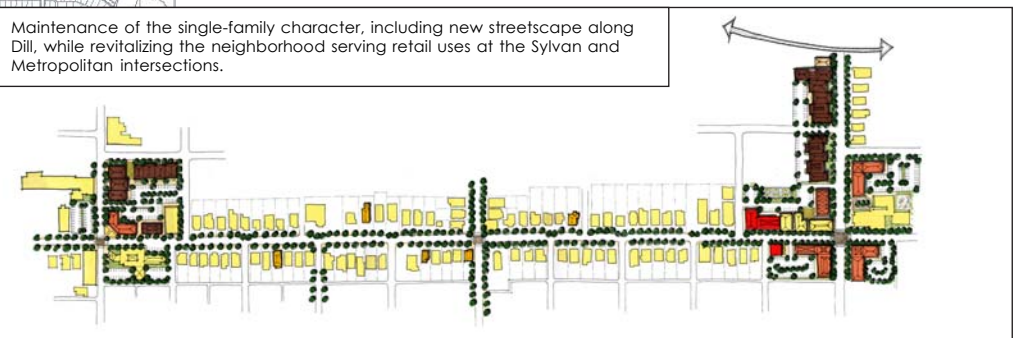 Maintenance of the single-family character, including new streetscape along
Dill, while revitalizing the neighborhood serving retail uses at the Sylvan and
Metropolitan intersections.